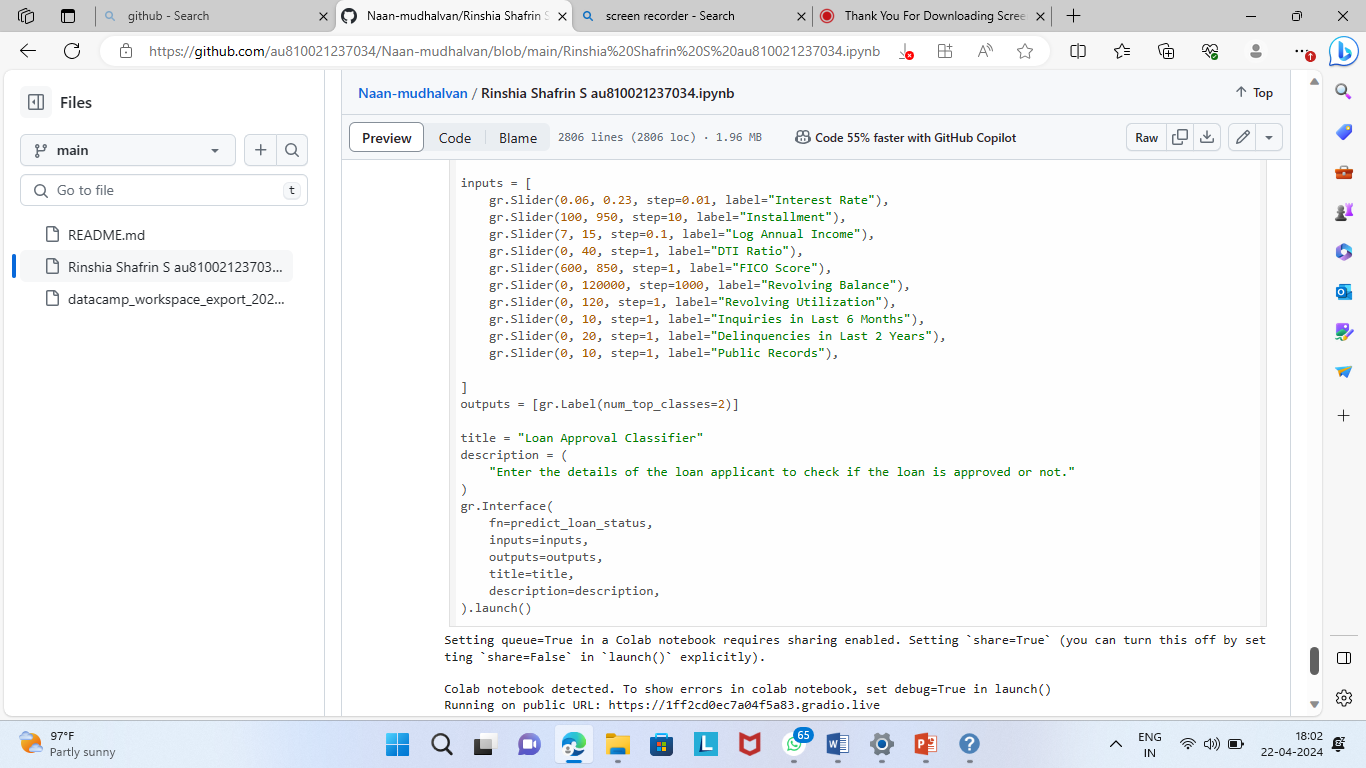 github - Search
Naan-mudhalvan/Rinshia Shafrin S
screen recorder - Search
Thank You For Downloading Scree
https://github.com/au810021237034/Naan-mudhalvan/blob/main/Rinshia%20Shafrin%20S%20au810021237034.ipynb
Files
main
Go to file
t
README.md
Rinshia Shafrin S au81002123703...
datacamp_workspace_export_202...
Naan-mudhalvan / Rinshia Shafrin S au810021237034.ipynb
Top
Preview Code Blame 2806 lines (2806 loc) · 1.96 MB Code 55% faster with GitHub Copilot Raw
inputs = [
    gr.Slider(0.06, 0.23, step=0.01, label="Interest Rate"),
    gr.Slider(100, 950, step=10, label="Installment"),
    gr.Slider(7, 15, step=0.1, label="Log Annual Income"),
    gr.Slider(0, 40, step=1, label="DTI Ratio"),
    gr.Slider(600, 850, step=1, label="FICO Score"),
    gr.Slider(0, 120000, step=1000, label="Revolving Balance"),
    gr.Slider(0, 120, step=1, label="Revolving Utilization"),
    gr.Slider(0, 10, step=1, label="Inquiries in Last 6 Months"),
    gr.Slider(0, 20, step=1, label="Delinquencies in Last 2 Years"),
    gr.Slider(0, 10, step=1, label="Public Records"),
]
outputs = [gr.Label(num_top_classes=2)]
title = "Loan Approval Classifier"
description = (
    "Enter the details of the loan applicant to check if the loan is approved or not."
)
gr.Interface(
    fn=predict_loan_status,
    inputs=inputs,
    outputs=outputs,
    title=title,
    description=description,
).launch()
Setting queue=True in a Colab notebook requires sharing enabled. Setting `share=True` (you can turn this off by set
ting `share=False` in `launch()` explicitly).
Colab notebook detected. To show errors in colab notebook, set debug=True in launch()
Running on public URL: https://1ff2cd0ec7a04f5a83.gradio.live
97°F
Partly sunny
65
ENG
IN
18:02
22-04-2024